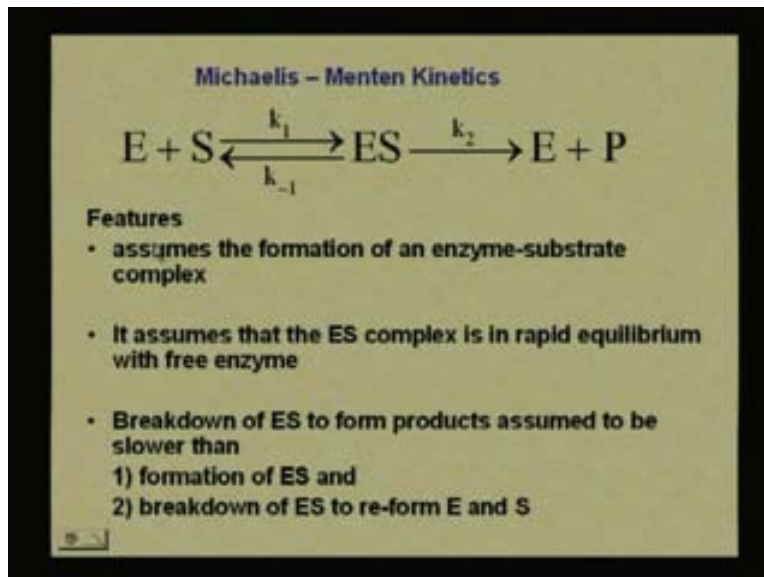 Michaelis – Menten Kinetics
E + S ⇄ ES → E + P
k₁
k₋₁
k₂
Features
• assumes the formation of an enzyme-substrate
complex
• It assumes that the ES complex is in rapid equilibrium
with free enzyme
• Breakdown of ES to form products assumed to be
slower than
1) formation of ES and
2) breakdown of ES to re-form E and S